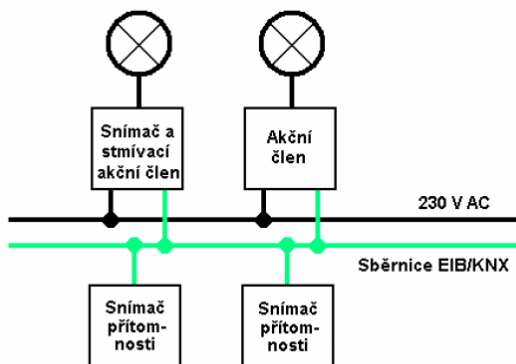 Snímač a
stmívací
akční člen
Akční
člen
230 V AC
Sběrnice EIB/KNX
Snímač
přítom-
nosti
Snímač
přítom-
nosti